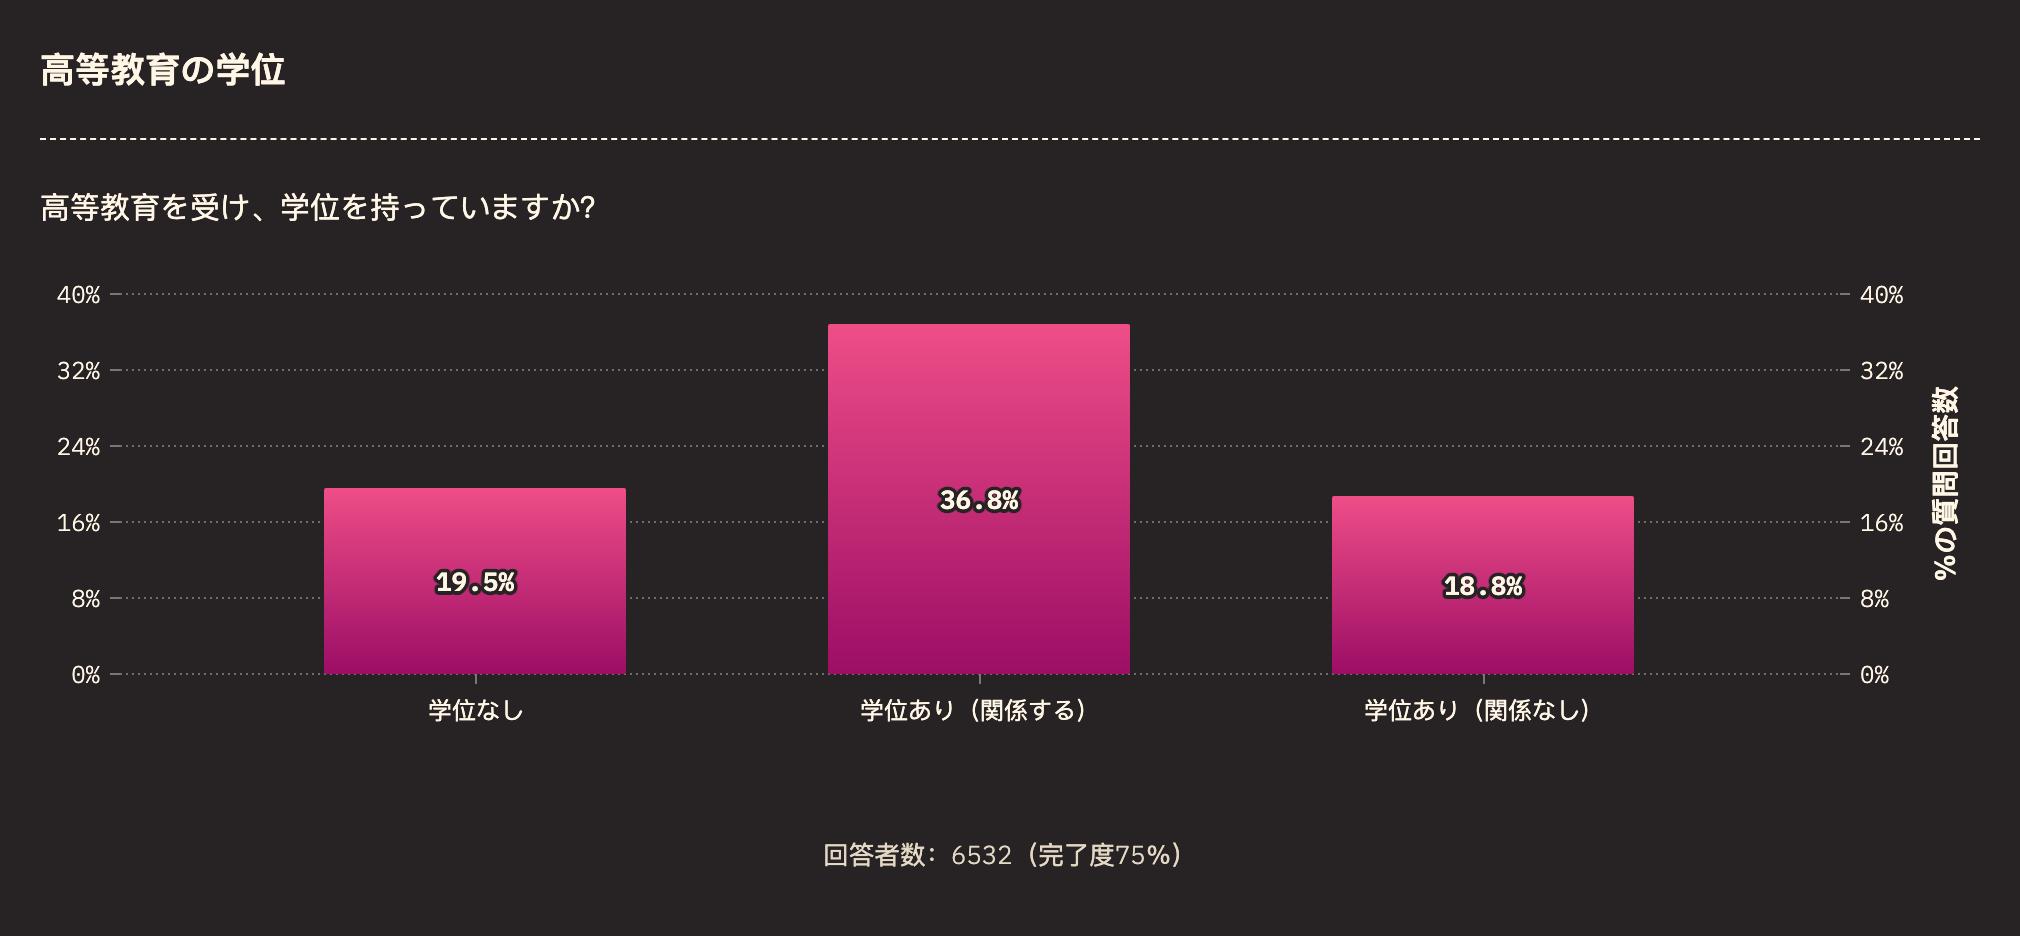 高等教育の学位
高等教育を受け、学位を持っていますか?
40% 40%
32% 32%
24% 24%
16% 16%
8% 8%
0% 0%
%の質問回答数
19.5% 36.8% 18.8%
学位なし 学位あり（関係する） 学位あり（関係なし）
回答者数：6532（完了度75%）